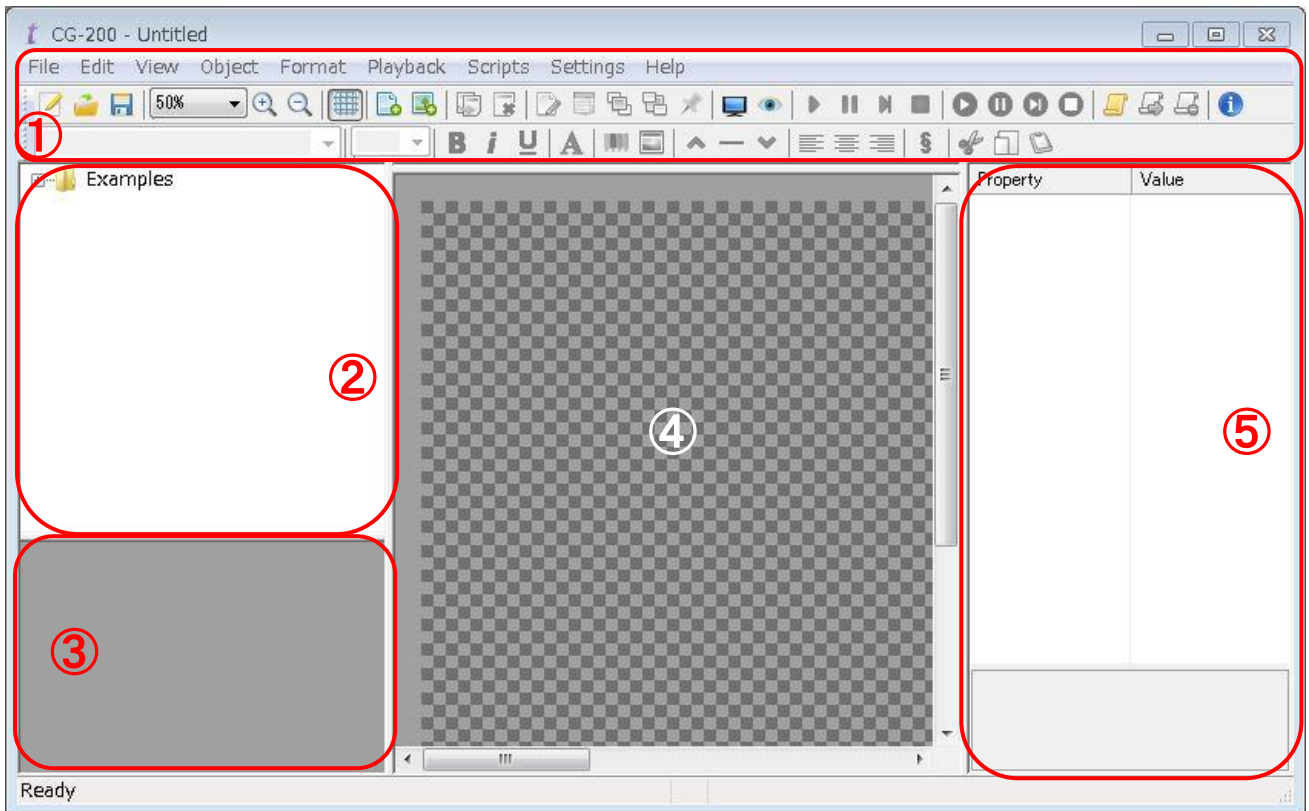 CG-200 - Untitled
File Edit View Object Format Playback Scripts Settings Help
50%
①
B i U A §
Examples
Property Value
②
④
⑤
③
Ready